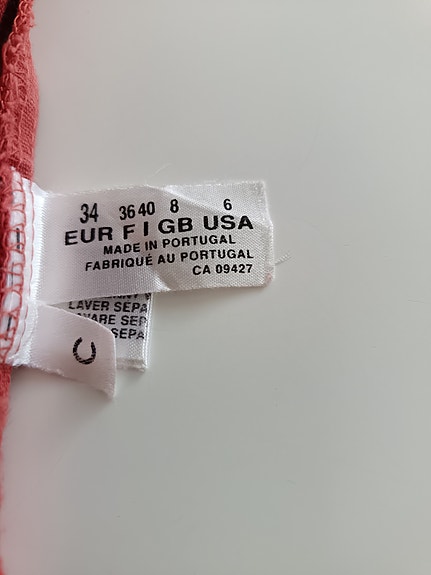 34 36 40 8 6
EUR F I GB USA
MADE IN PORTUGAL
FABRIQUÉ AU PORTUGAL
CA 09427
LAVER SÉPA
LAVARE SEP
SEPA
C